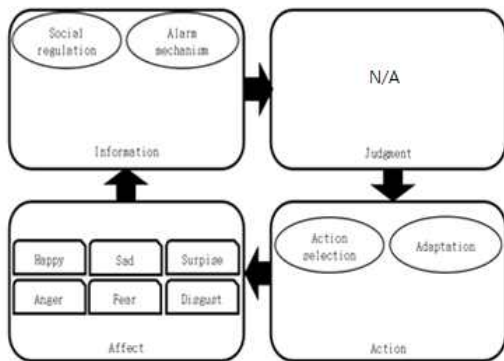 Social
regulation
Alarm
mechanism
Information
N/A
Judgment
Happy
Sad
Surpise
Anger
Fear
Disgust
Affect
Action
selection
Adaptation
Action